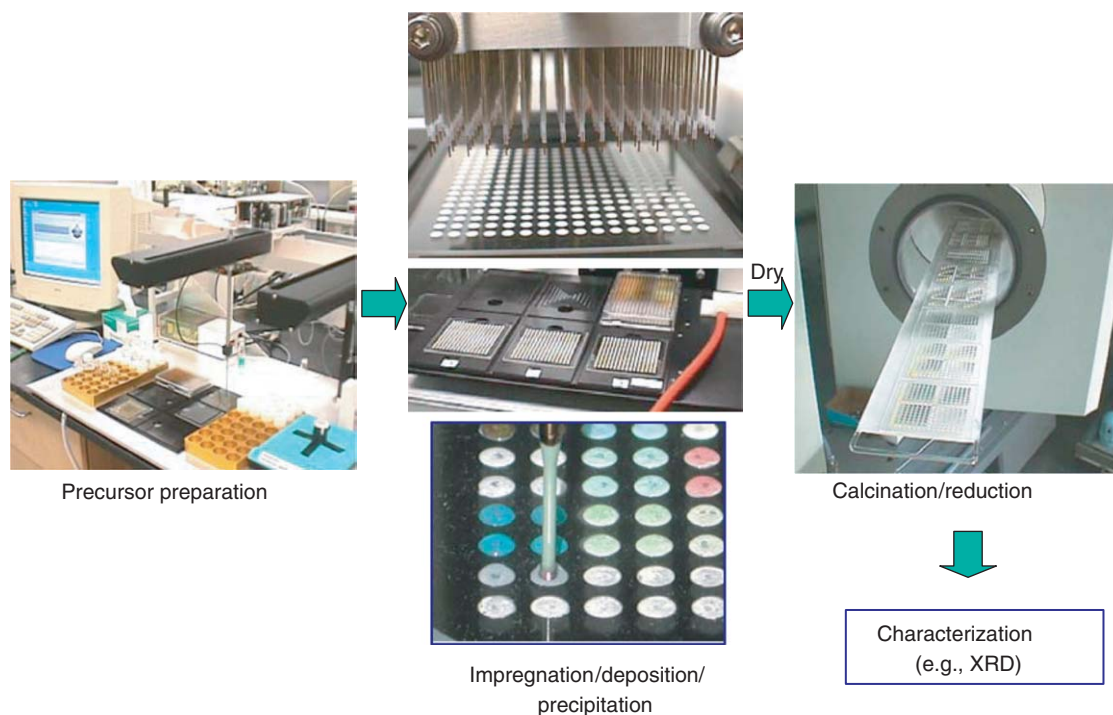 Precursor preparation
Dry
Impregnation/deposition/
precipitation
Calcination/reduction
Characterization
(e.g., XRD)